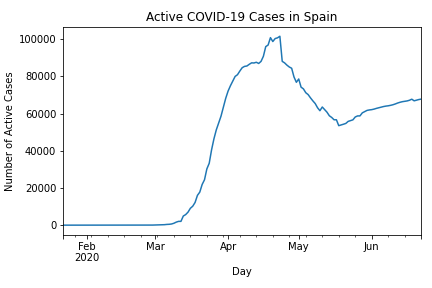 Active COVID-19 Cases in Spain
Number of Active Cases
100000
80000
60000
40000
20000
0
Feb
2020
Mar
Apr
May
Jun
Day